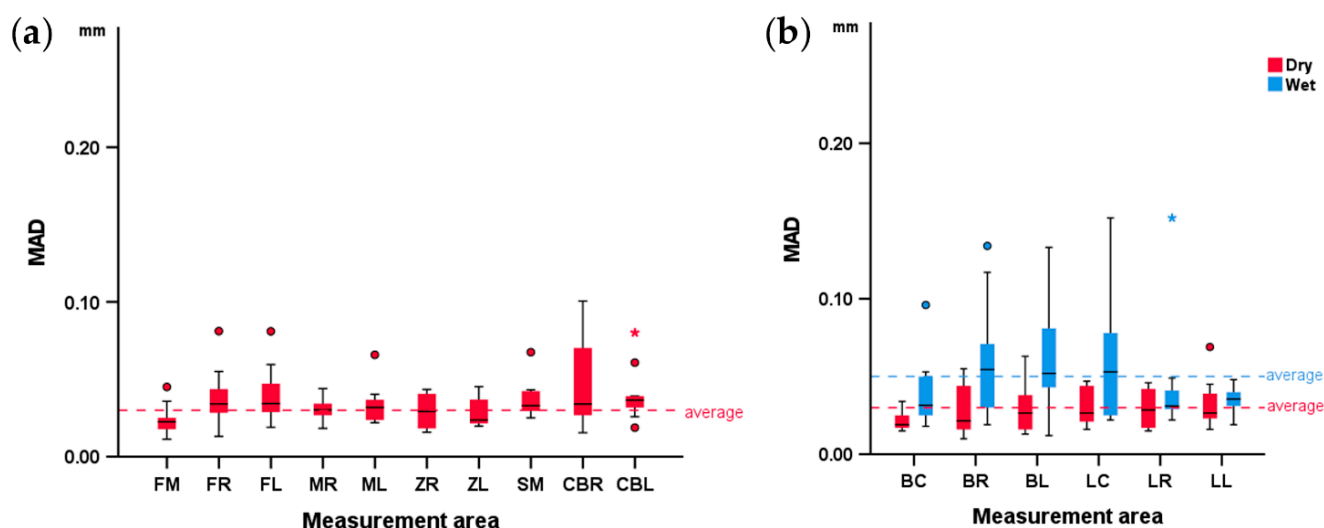 (a)
mm
0.20
0.10
0.00
MAD
average
FM FR FL MR ML ZR ZL SM CBR CBL
Measurement area
(b)
mm
Dry
Wet
0.20
0.10
0.00
MAD
average
average
BC BR BL LC LR LL
Measurement area